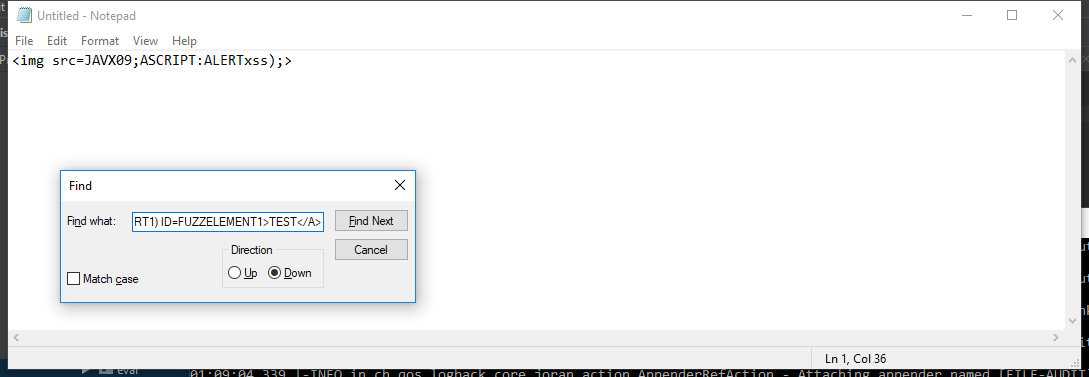 Untitled - Notepad
File Edit Format View Help
<img src=JAVX09;ASCRIPT:ALERTxss);>
Find
Find what: RT1) ID=FUZZELEMENT1>TEST</A> Find Next
Direction Cancel
Up Down
Match case
Ln 1, Col 36
eval
01:09:04,339 |-INFO in ch.qos.logback.core.joran.action.AppenderRefAction - Attaching appender named [FILE-AUDIT